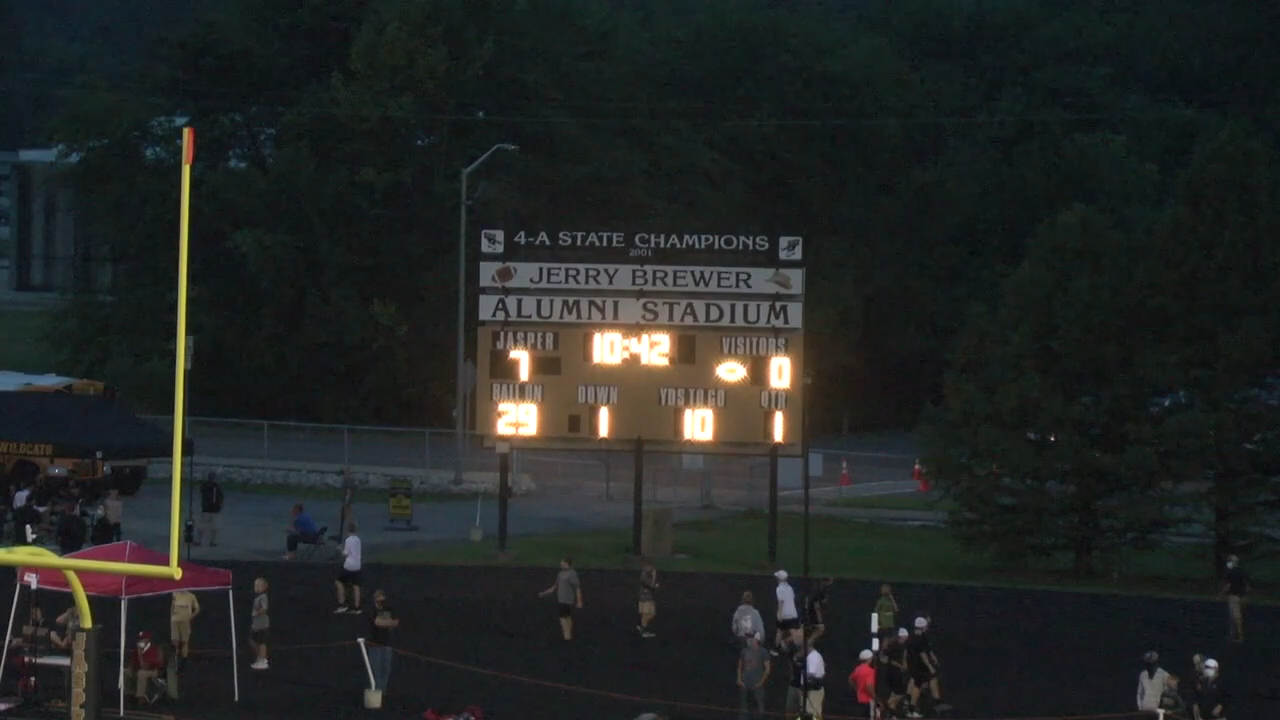 4-A STATE CHAMPIONS
2001
JERRY BREWER
ALUMNI STADIUM
JASPER 10:42 VISITORS
7 0
BALL ON DOWN YDS TO GO QTR
29 1 10 1
WILDCATS